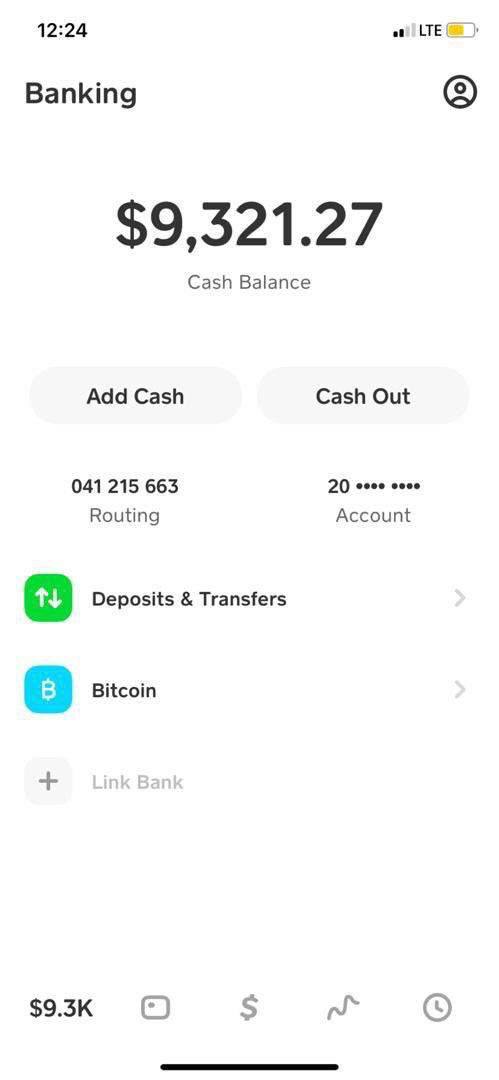 12:24 LTE
Banking
$9,321.27
Cash Balance
Add Cash Cash Out
041 215 663 20 •••• ••••
Routing Account
Deposits & Transfers
Bitcoin
Link Bank
$9.3K $